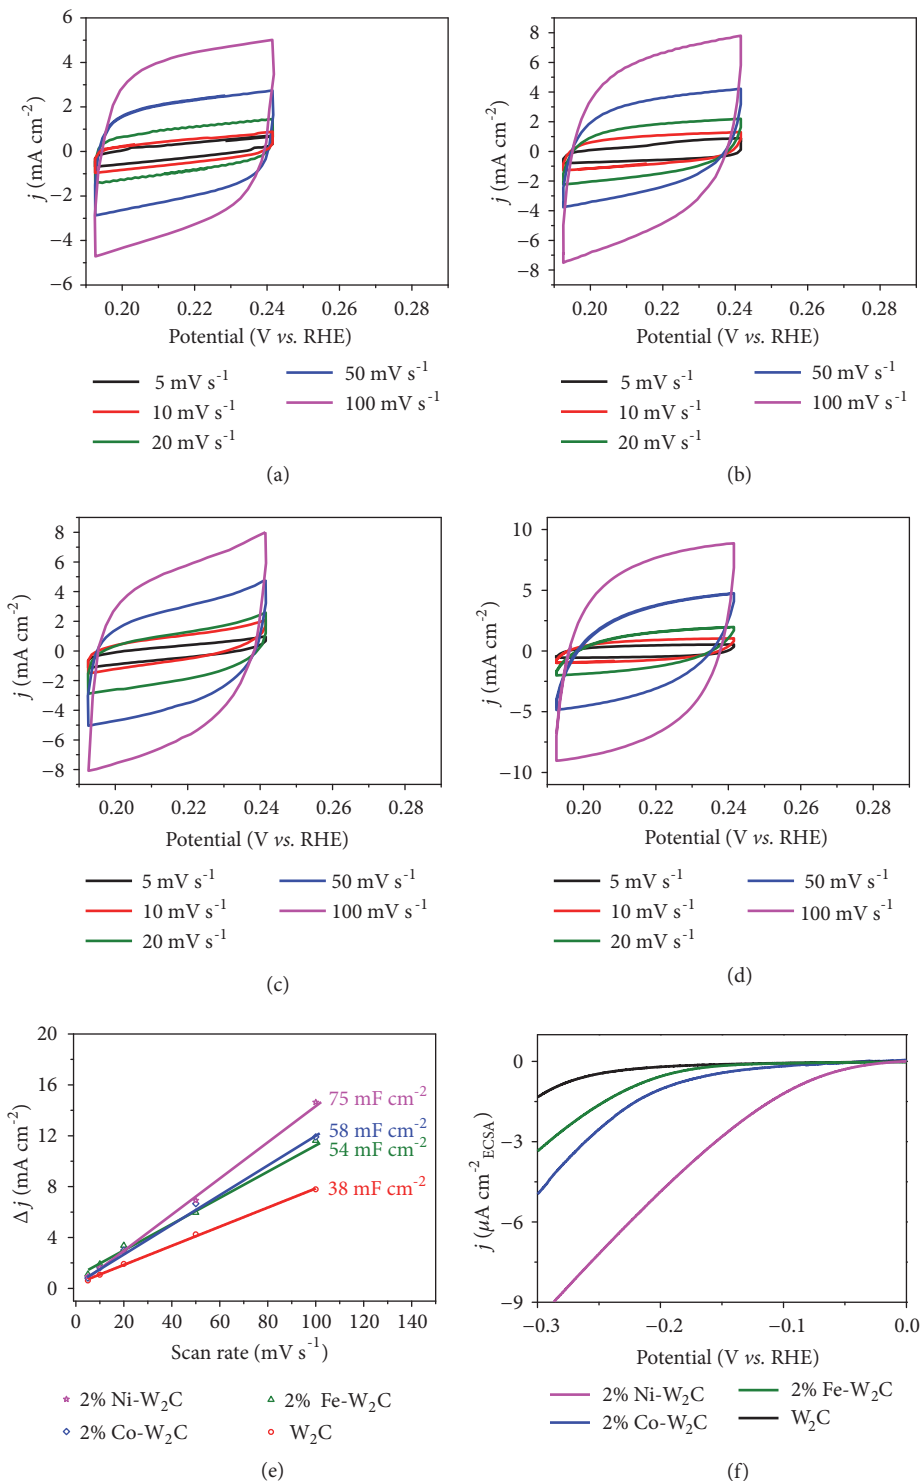 6
4
2
0
−2
−4
−6
j (mA cm-2)
0.20 0.22 0.24 0.26 0.28
Potential (V vs. RHE)
5 mV s-1
10 mV s-1
20 mV s-1
50 mV s-1
100 mV s-1
(a)
8
6
4
2
0
−2
−4
−6
−8
j (mA cm-2)
0.20 0.22 0.24 0.26 0.28
Potential (V vs. RHE)
5 mV s-1
10 mV s-1
20 mV s-1
50 mV s-1
100 mV s-1
(b)
8
6
4
2
0
−2
−4
−6
−8
j (mA cm-2)
0.20 0.22 0.24 0.26 0.28
Potential (V vs. RHE)
5 mV s-1
10 mV s-1
20 mV s-1
50 mV s-1
100 mV s-1
(c)
10
5
0
−5
−10
j (mA cm-2)
0.20 0.22 0.24 0.26 0.28
Potential (V vs. RHE)
5 mV s-1
10 mV s-1
20 mV s-1
50 mV s-1
100 mV s-1
(d)
20
16
12
8
4
0
Δ j (mA cm-2)
75 mF cm-2
58 mF cm-2
54 mF cm-2
38 mF cm-2
0 20 40 60 80 100 120 140
Scan rate (mV s-1)
2% Ni-W2C
2% Co-W2C
2% Fe-W2C
W2C
(e)
0
−3
−6
−9
j (μA cm-2ECSA)
−0.3 −0.2 −0.1 0.0
Potential (V vs. RHE)
2% Ni-W2C
2% Co-W2C
2% Fe-W2C
W2C
(f)